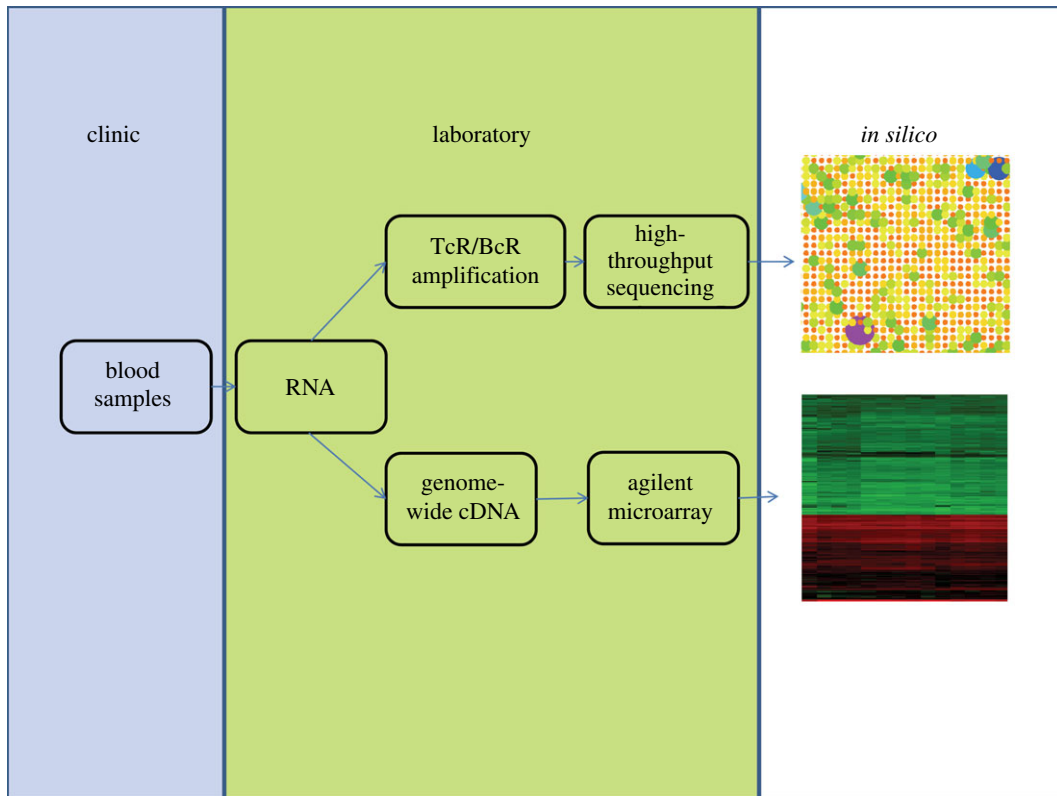 clinic
laboratory
in silico
TcR/BcR
amplification
high-
throughput
sequencing
blood
samples
RNA
genome-
wide cDNA
agilent
microarray